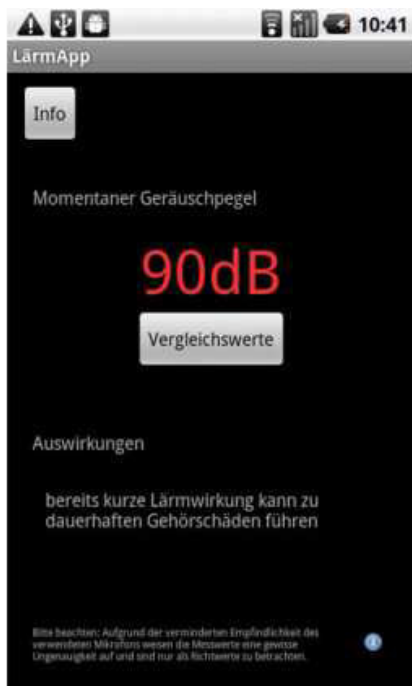 10:41
LärmApp
Info
Momentaner Geräuschpegel
90dB
Vergleichswerte
Auswirkungen
bereits kurze Lärmwirkung kann zu
dauerhaften Gehörschäden führen
Bitte beachten: Aufgrund der verminderten Empfindlichkeit des
verwendeten Mikrofons weisen die Messwerte eine gewisse
Ungenauigkeit auf und sind nur als Richtwerte zu betrachten.